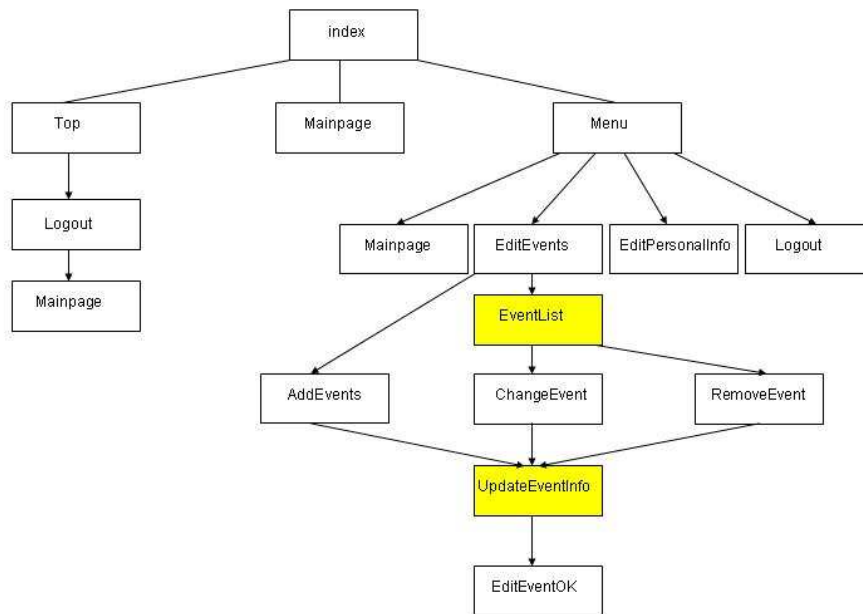 index
Top
Mainpage
Menu
Logout
Mainpage
EditEvents
EditPersonalInfo
Logout
Mainpage
EventList
AddEvents
ChangeEvent
RemoveEvent
UpdateEventInfo
EditEventOK